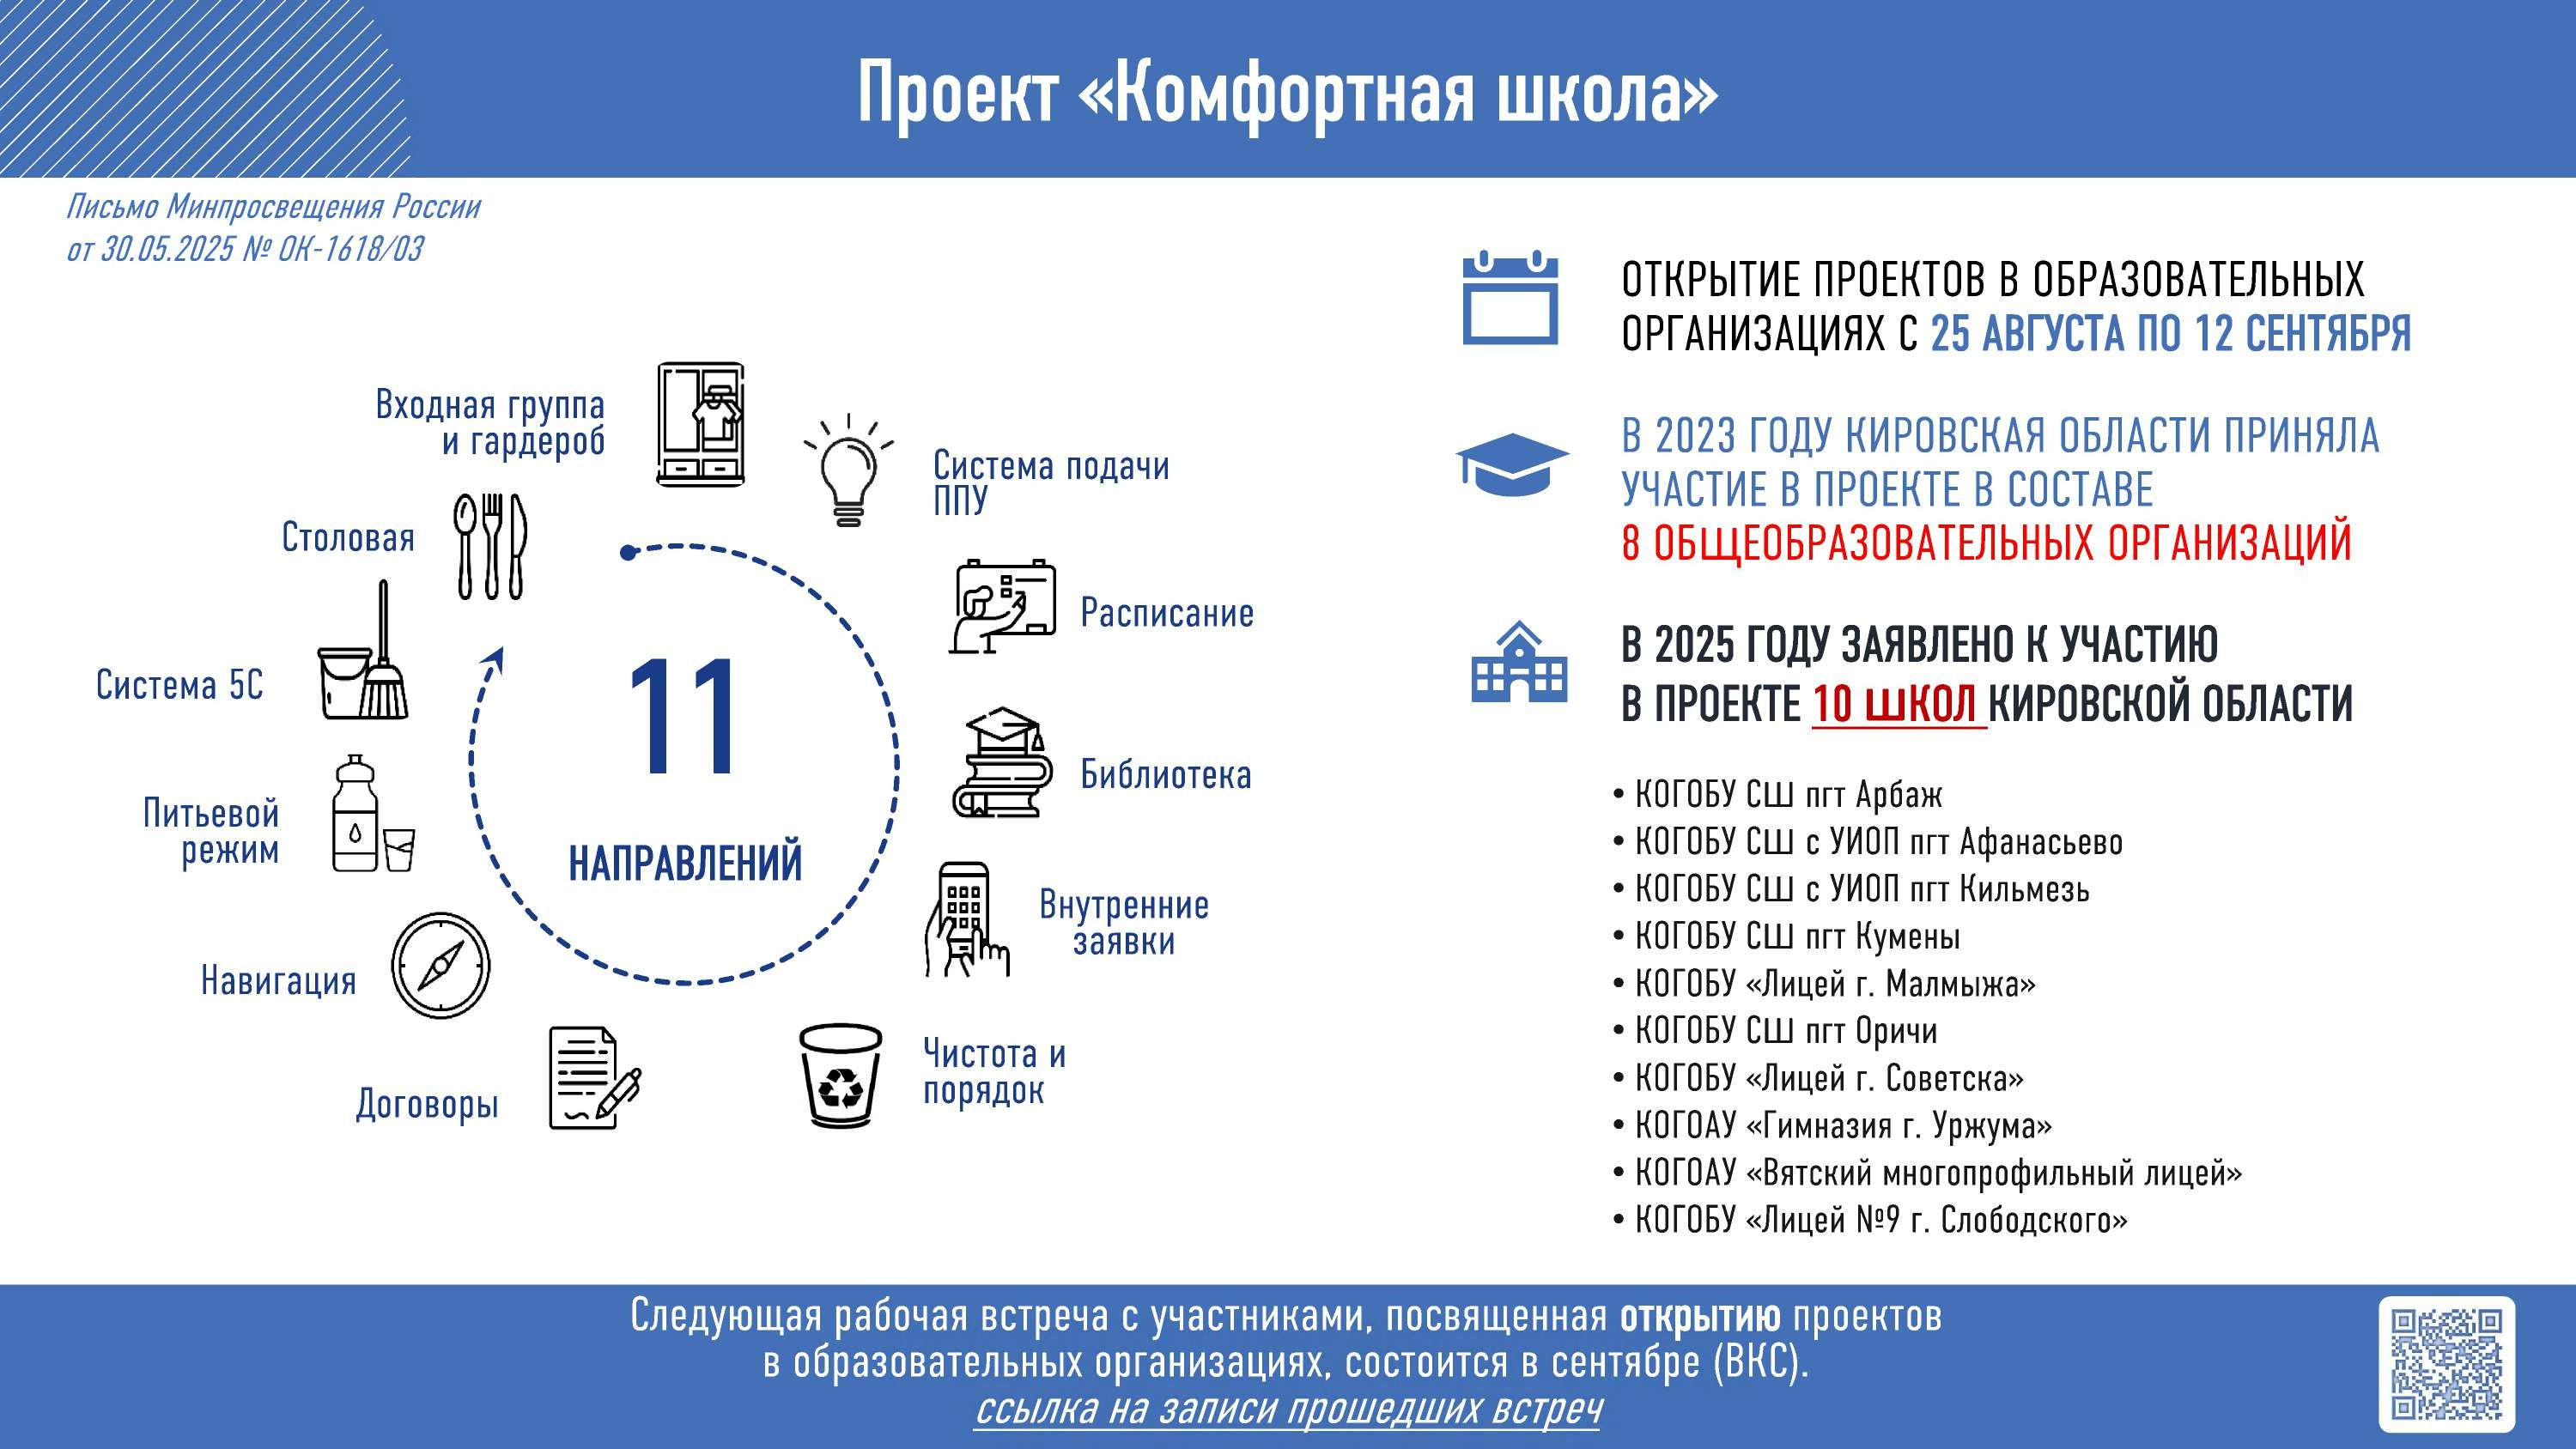 Проект «Комфортная школа»
Письмо Минпросвещения России
от 30.05.2025 № ОК-1618/03
Входная группа
и гардероб
Система подачи
ППУ
Столовая
Расписание
Система 5С
11
НАПРАВЛЕНИЙ
Библиотека
Питьевой
режим
Внутренние
заявки
Навигация
Чистота и
порядок
Договоры
ОТКРЫТИЕ ПРОЕКТОВ В ОБРАЗОВАТЕЛЬНЫХ
ОРГАНИЗАЦИЯХ С 25 АВГУСТА ПО 12 СЕНТЯБРЯ
В 2023 ГОДУ КИРОВСКАЯ ОБЛАСТИ ПРИНЯЛА
УЧАСТИЕ В ПРОЕКТЕ В СОСТАВЕ
8 ОБЩЕОБРАЗОВАТЕЛЬНЫХ ОРГАНИЗАЦИЙ
В 2025 ГОДУ ЗАЯВЛЕНО К УЧАСТИЮ
В ПРОЕКТЕ 10 ШКОЛ КИРОВСКОЙ ОБЛАСТИ
• КОГОБУ СШ пгт Арбаж
• КОГОБУ СШ с УИОП пгт Афанасьево
• КОГОБУ СШ с УИОП пгт Кильмезь
• КОГОБУ СШ пгт Кумены
• КОГОБУ «Лицей г. Малмыжа»
• КОГОБУ СШ пгт Оричи
• КОГОБУ «Лицей г. Советска»
• КОГОАУ «Гимназия г. Уржума»
• КОГОАУ «Вятский многопрофильный лицей»
• КОГОБУ «Лицей №9 г. Слободского»
Следующая рабочая встреча с участниками, посвященная открытию проектов
в образовательных организациях, состоится в сентябре (ВКС).
ссылка на записи прошедших встреч